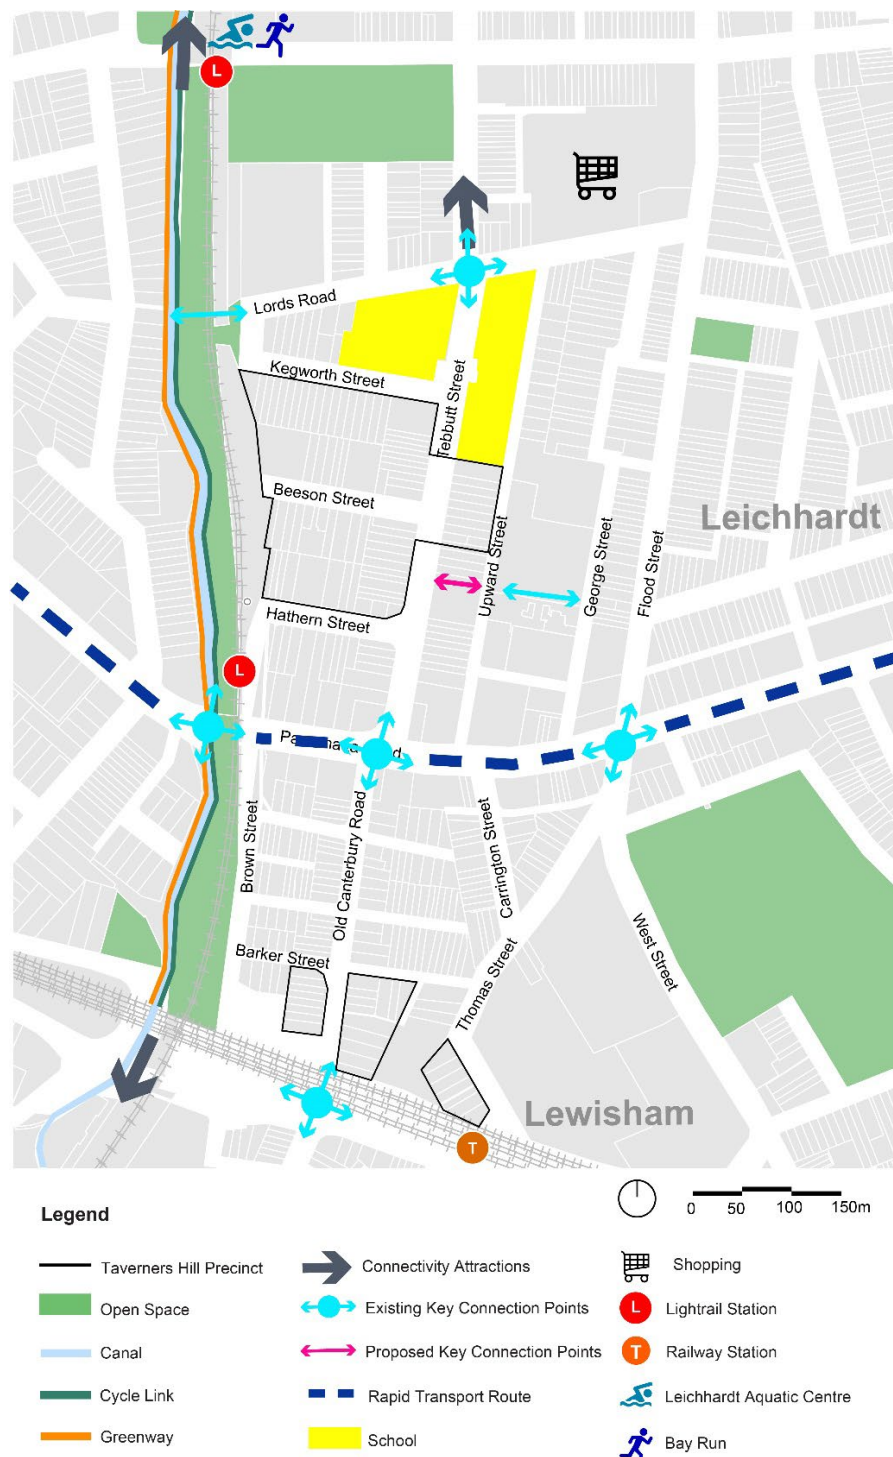 L
Lords Road
Kegworth Street
Tebbutt Street
Beeson Street
Leichhardt
Upward Street
George Street
Flood Street
Hathern Street
L
Brown Street
Old Canterbury Road
Carrington Street
Barker Street
Thomas Street
West Street
Lewisham
T
Legend
0 50 100 150m
Taverners Hill Precinct
Connectivity Attractions
Shopping
Open Space
Existing Key Connection Points
L Lightrail Station
Canal
Proposed Key Connection Points
T Railway Station
Cycle Link
Rapid Transport Route
Leichhardt Aquatic Centre
Greenway
School
Bay Run